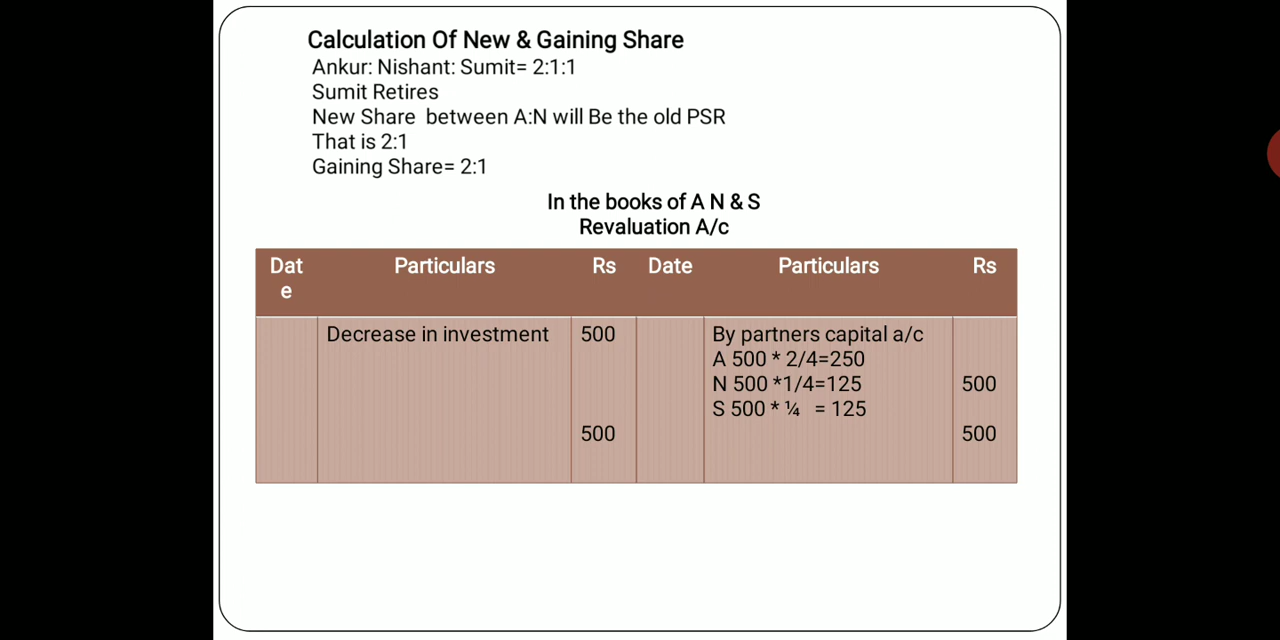 Calculation Of New & Gaining Share
Ankur: Nishant: Sumit= 2:1:1
Sumit Retires
New Share between A:N will Be the old PSR
That is 2:1
Gaining Share= 2:1
In the books of A N & S
Revaluation A/c
Dat
e
Particulars
Rs
Date
Particulars
Rs
Decrease in investment
500
500
By partners capital a/c
A 500 * 2/4=250
N 500 *1/4=125
S 500 * ¼ = 125
500
500